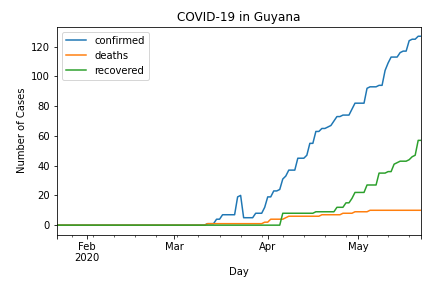 COVID-19 in Guyana
confirmed
deaths
recovered
Number of Cases
120
100
80
60
40
20
0
Feb
2020
Mar
Apr
May
Day